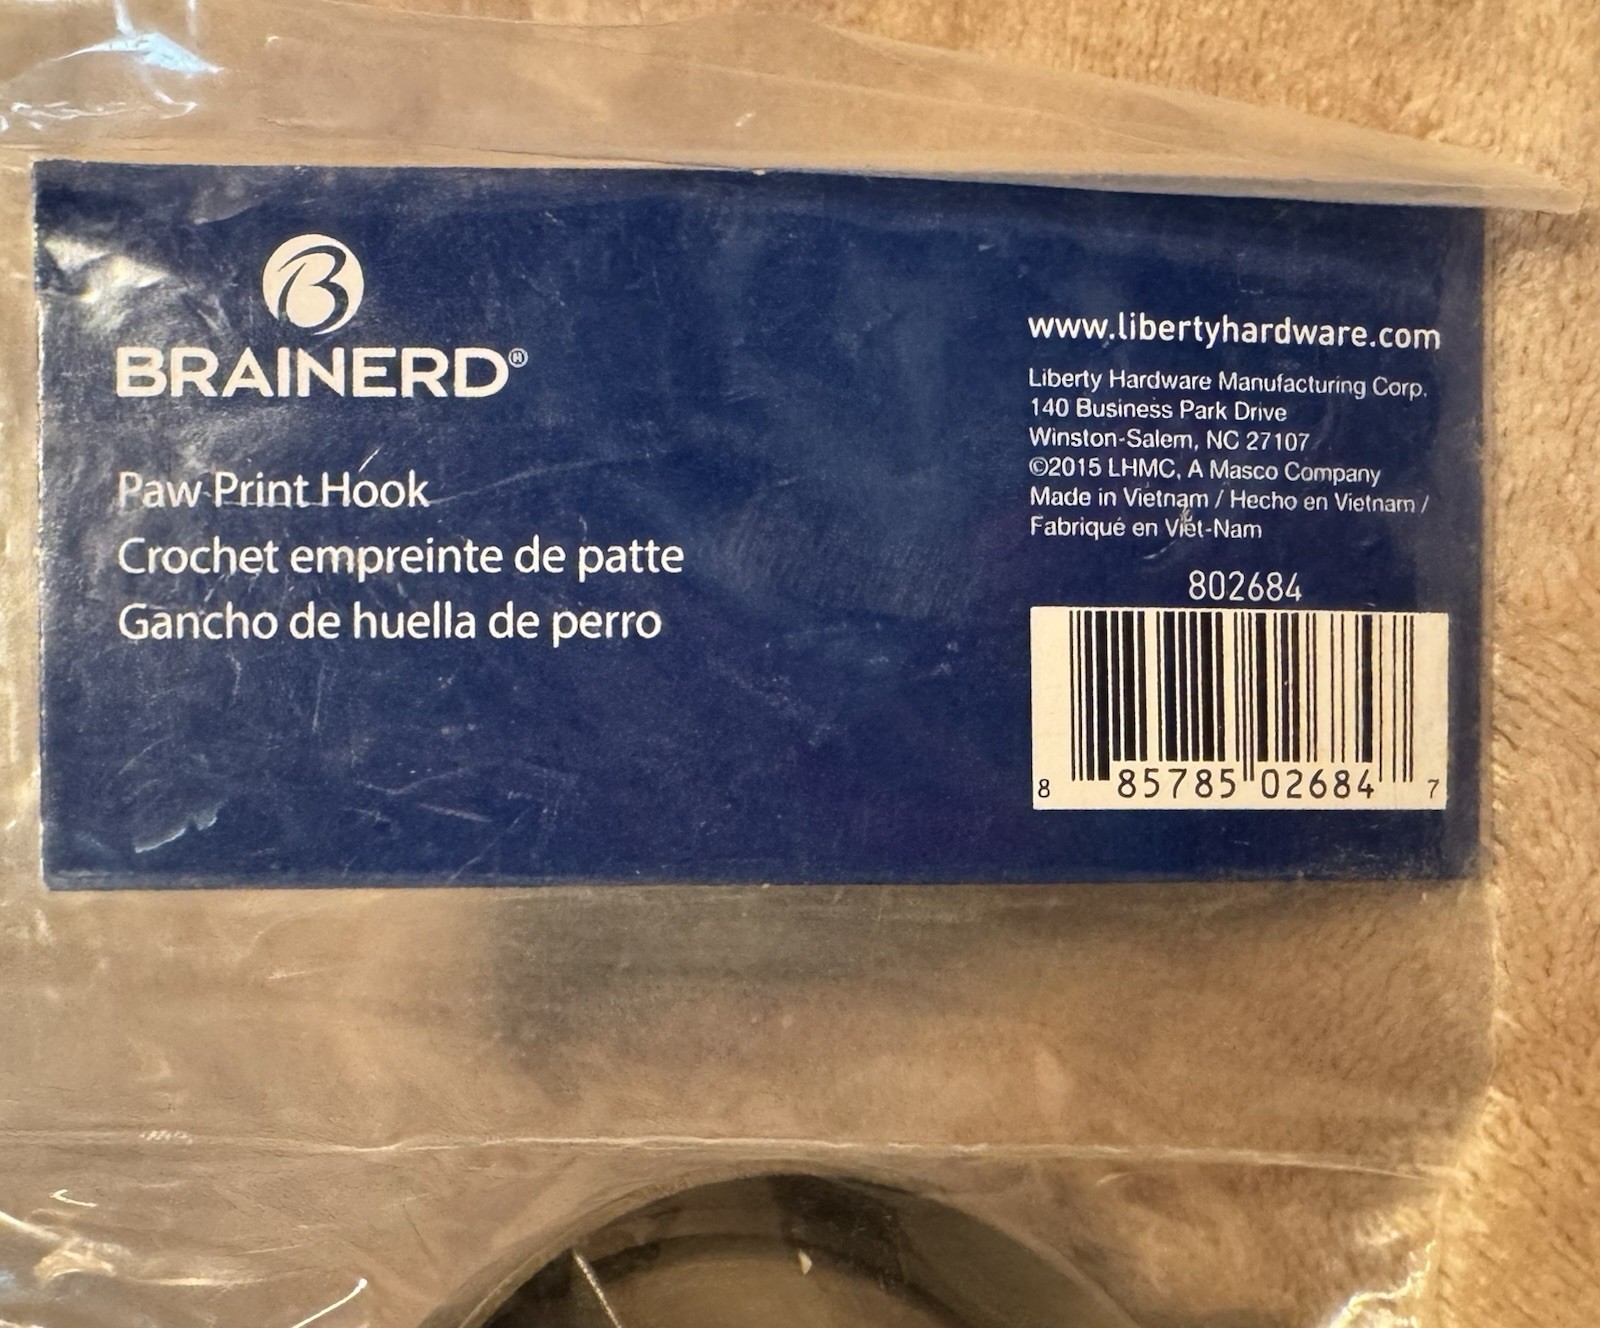 B
BRAINERD®
Paw Print Hook
Crochet empreinte de patte
Gancho de huella de perro
www.libertyhardware.com
Liberty Hardware Manufacturing Corp.
140 Business Park Drive
Winston-Salem, NC 27107
©2015 LHMC, A Masco Company
Made in Vietnam / Hecho en Vietnam /
Fabriqué en Viêt-Nam
802684
8 85785 02684 7